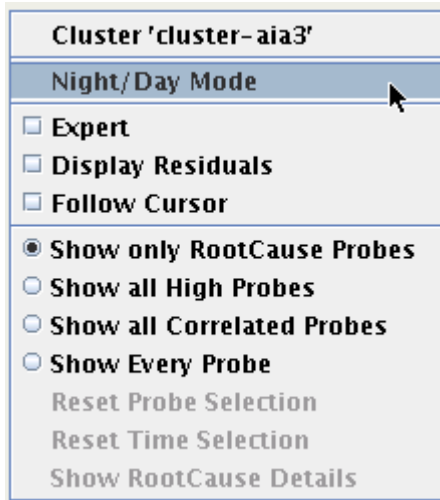 Cluster 'cluster-aia3'
Night/Day Mode
Expert
Display Residuals
Follow Cursor
Show only RootCause Probes
Show all High Probes
Show all Correlated Probes
Show Every Probe
Reset Probe Selection
Reset Time Selection
Show RootCause Details